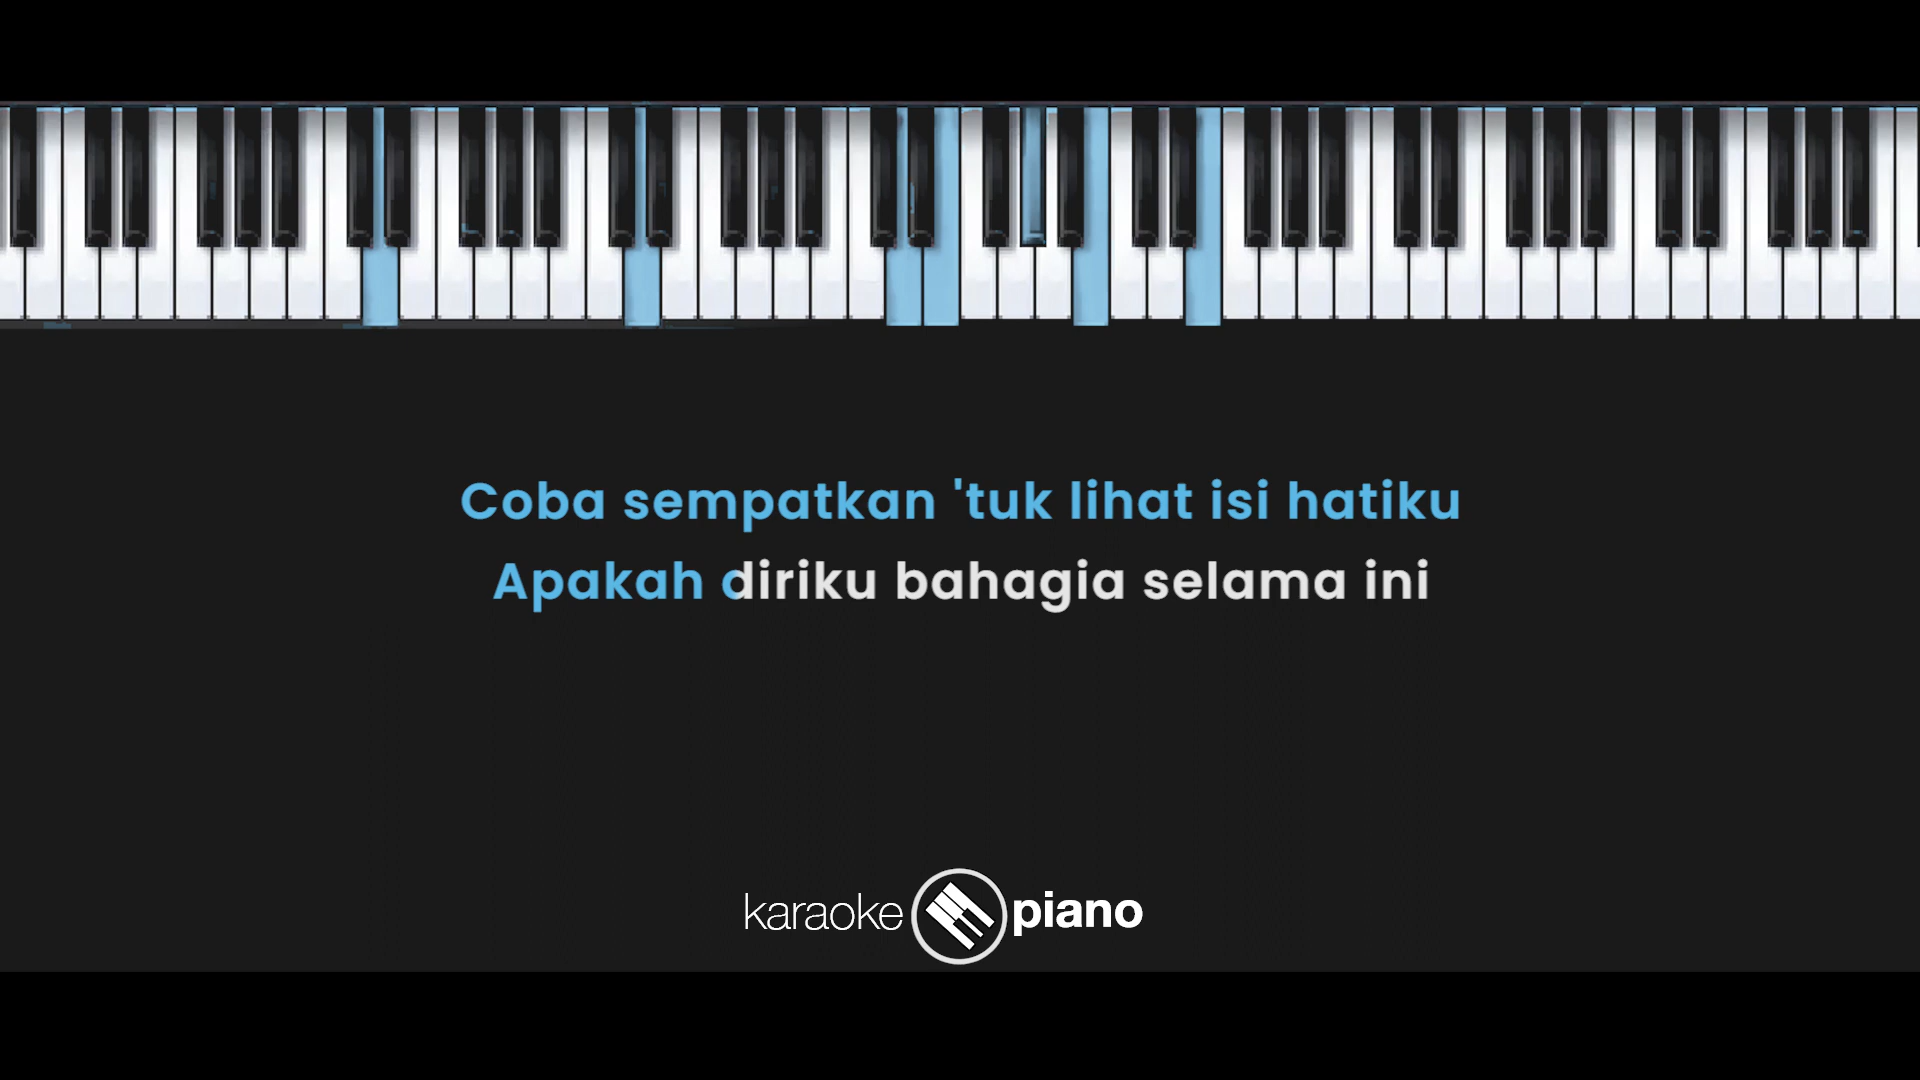 Coba sempatkan 'tuk lihat isi hatiku
Apakah diriku bahagia selama ini
karaoke piano